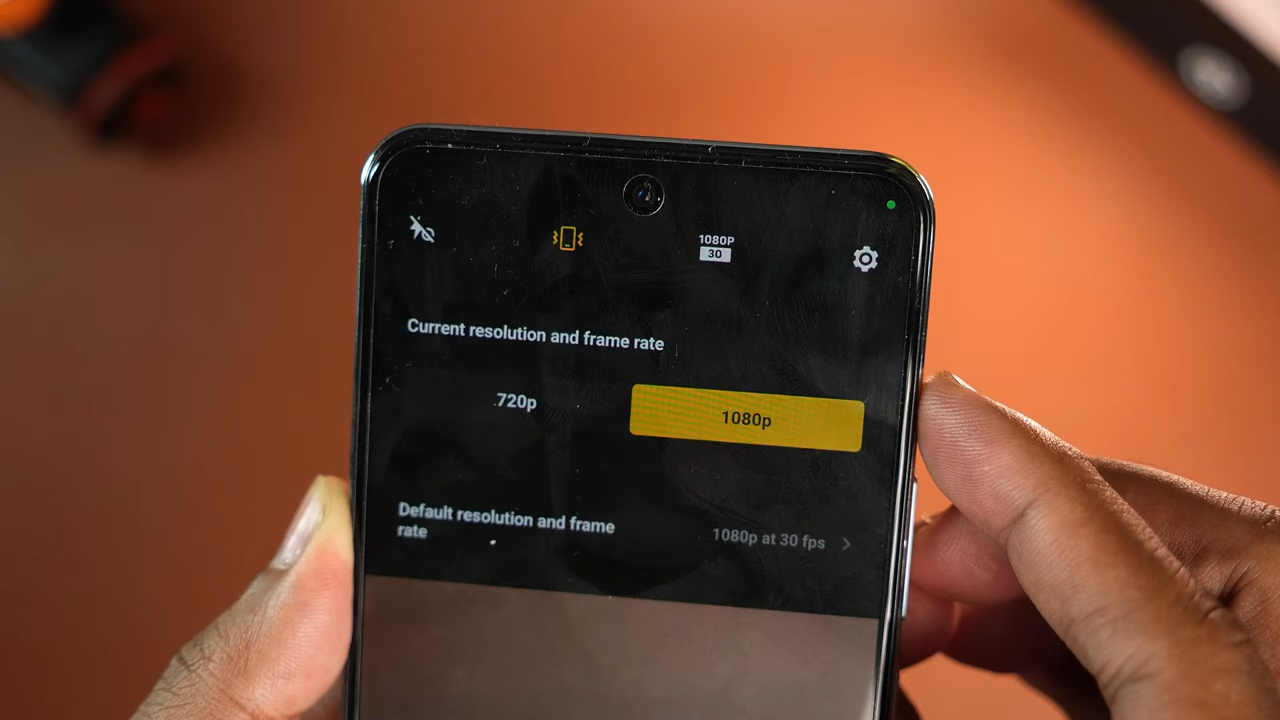 1080P
30
Current resolution and frame rate
720p
1080p
Default resolution and frame
rate
1080p at 30 fps